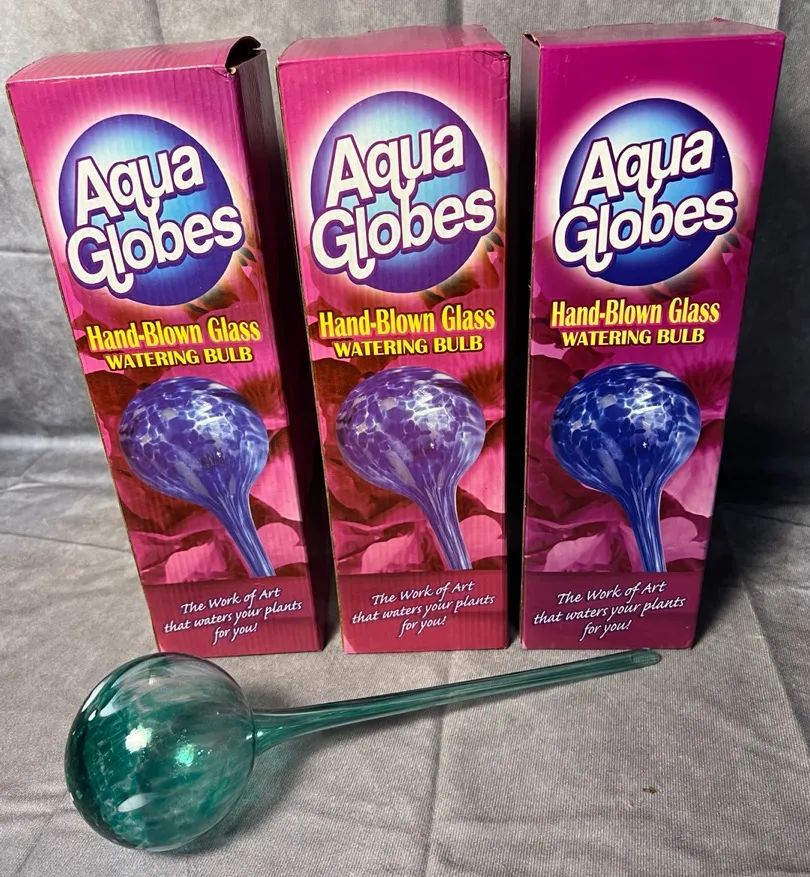 Aqua
Globes
Hand-Blown Glass
WATERING BULB
The Work of Art
that waters your plants
for you!
Aqua
Globes
Hand-Blown Glass
WATERING BULB
The Work of Art
that waters your plants
for you!
Aqua
Globes
Hand-Blown Glass
WATERING BULB
The Work of Art
that waters your plants
for you!